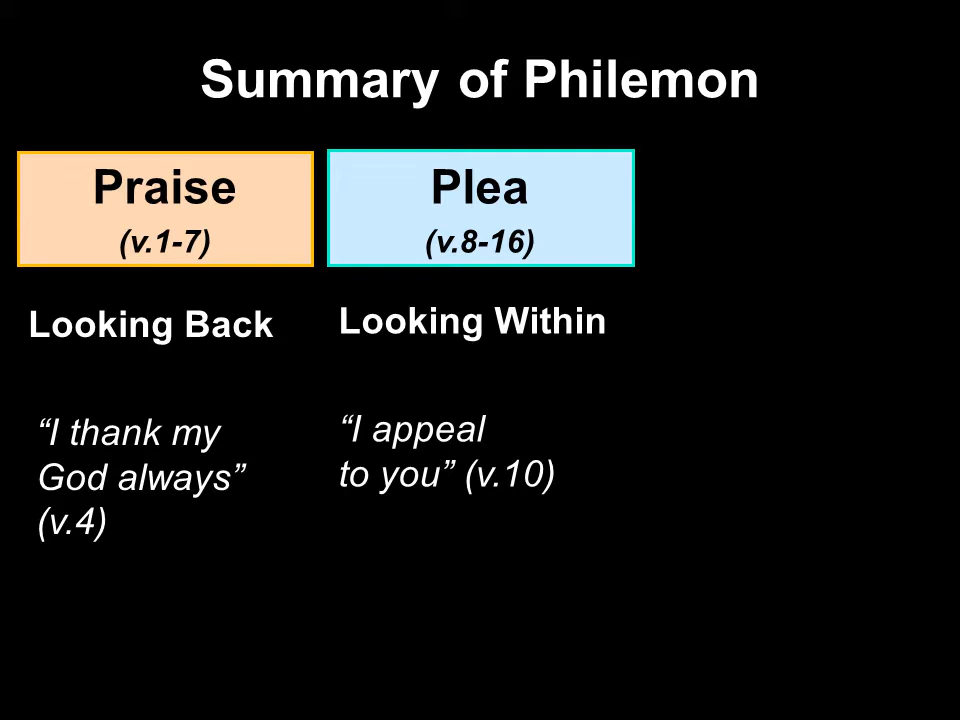 Summary of Philemon
Praise
(v.1-7)
Plea
(v.8-16)
Looking Back
Looking Within
“I thank my
God always”
(v.4)
“I appeal
to you” (v.10)